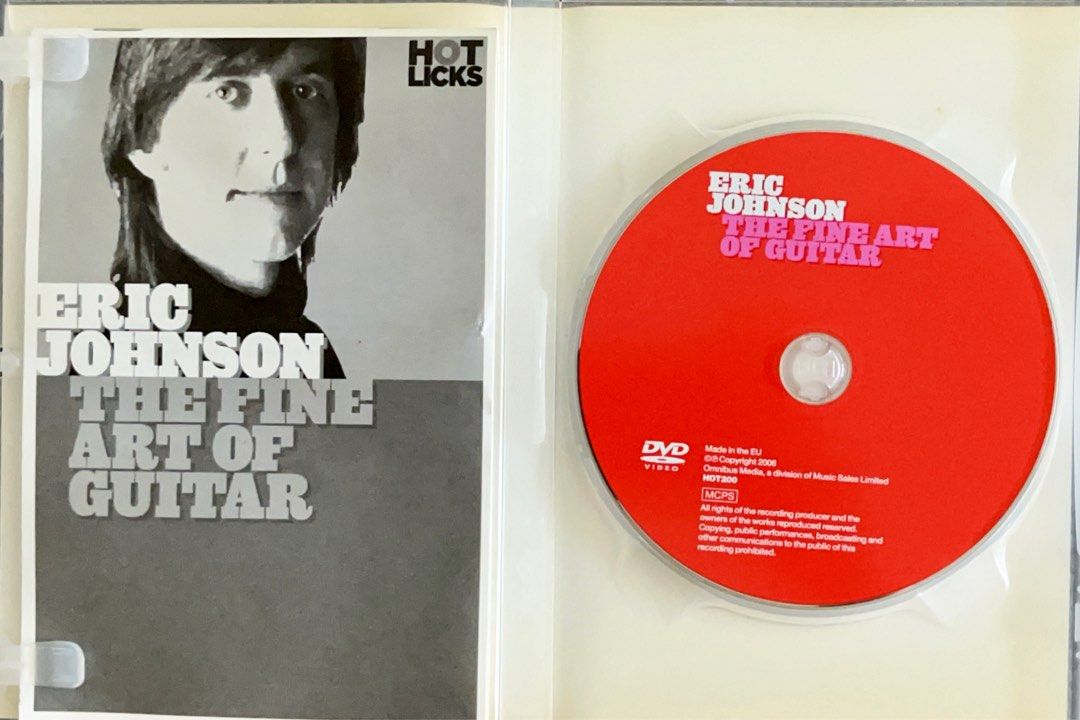 HOT
LICKS
ERIC
JOHNSON
THE FINE
ART OF
GUITAR
ERIC
JOHNSON
THE FINE ART
OF GUITAR
DVD
VIDEO
Made in the EU
©℗ Copyright 2006
Omnibus Media, a division of Music Sales Limited
HOT200
MCPS
All rights of the recording producer and the
owners of the works reproduced reserved.
Copying, public performances, broadcasting and
other communications to the public of this
recording prohibited.